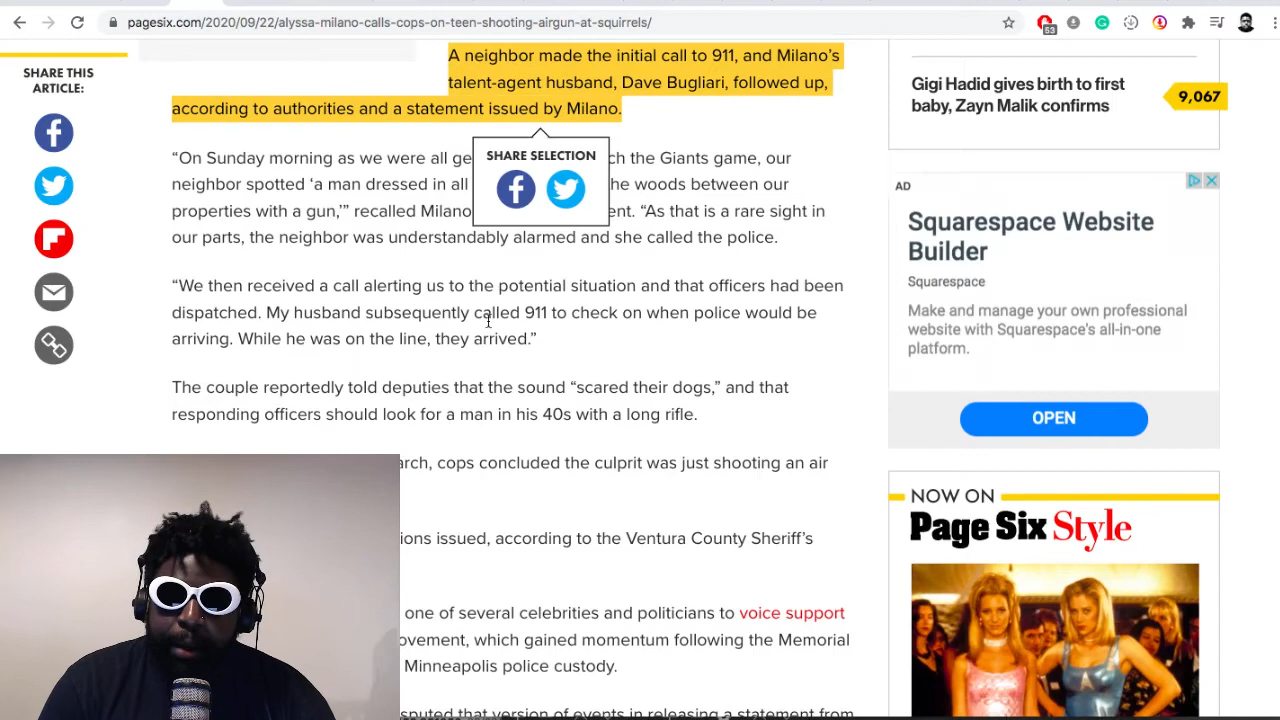 pagesix.com/2020/09/22/alyssa-milano-calls-cops-on-teen-shooting-airgun-at-squirrels/
53
SHARE THIS
ARTICLE:
A neighbor made the initial call to 911, and Milano’s
talent-agent husband, Dave Bugliari, followed up,
according to authorities and a statement issued by Milano.
SHARE SELECTION
“On Sunday morning as we were all ch the Giants game, our
neighbor spotted ‘a man dressed in all he woods between our
properties with a gun,’” recalled Milano ent. “As that is a rare sight in
our parts, the neighbor was understandably alarmed and she called the police.
“We then received a call alerting us to the potential situation and that officers had been
dispatched. My husband subsequently called 911 to check on when police would be
arriving. While he was on the line, they arrived.”
The couple reportedly told deputies that the sound “scared their dogs,” and that
responding officers should look for a man in his 40s with a long rifle.
arch, cops concluded the culprit was just shooting an air
ions issued, according to the Ventura County Sheriff’s
one of several celebrities and politicians to voice support
ovement, which gained momentum following the Memorial
Minneapolis police custody.
sputed that version of events in releasing a statement from
Gigi Hadid gives birth to first
baby, Zayn Malik confirms
9,067
AD
Squarespace Website
Builder
Squarespace
Make and manage your own professional
website with Squarespace’s all-in-one
platform.
OPEN
NOW ON
Page Six Style